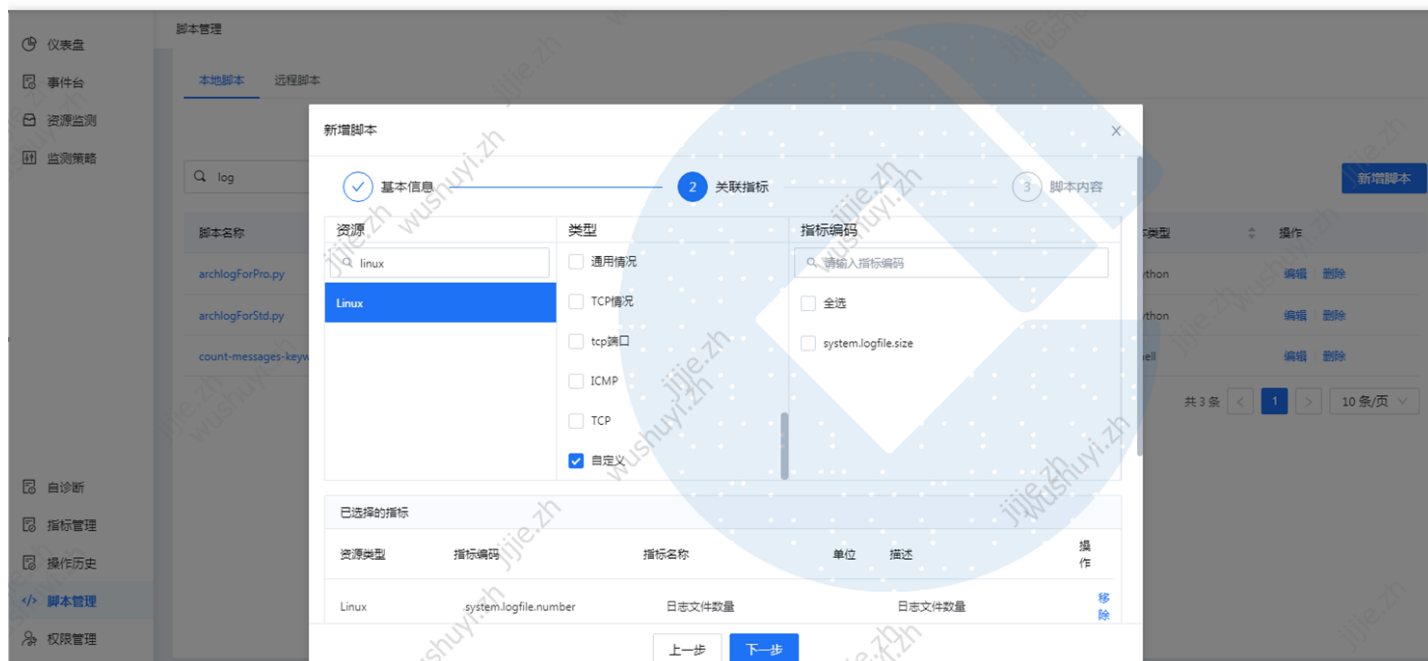 脚本管理
仪表盘
事件台
资源监测
监测策略
自诊断
指标管理
操作历史
脚本管理
权限管理
本地脚本 远程脚本
log
新增脚本
脚本名称
操作
archlogForPro.py
编辑 删除
archlogForStd.py
编辑 删除
count-messages-keyw
编辑 删除
共3条 < 1 > 10条/页
新增脚本
基本信息 2 关联指标 3 脚本内容
资源 类型 指标编码
linux
Linux
通用情况
TCP情况
tcp端口
ICMP
TCP
自定义
请输入指标编码
全选
system.logfile.size
已选择的指标
资源类型 指标编码 指标名称 单位 描述 操作
Linux .system.logfile.number 日志文件数量 日志文件数量 移除
上一步 下一步
jijie.zh
wushuyi.zh